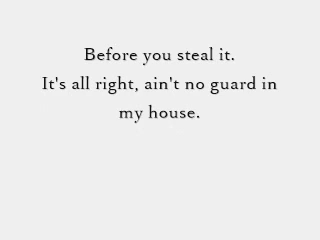 Before you steal it.
It's all right, ain't no guard in
my house.